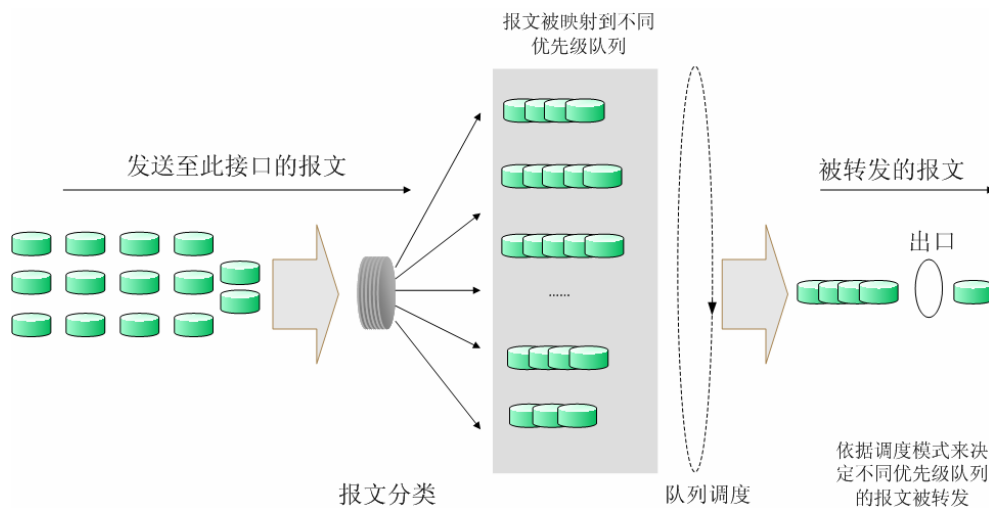 报文被映射到不同
优先级队列
发送至此接口的报文
被转发的报文
出口
......
报文分类
队列调度
依据调度模式来决
定不同优先级队列
的报文被转发